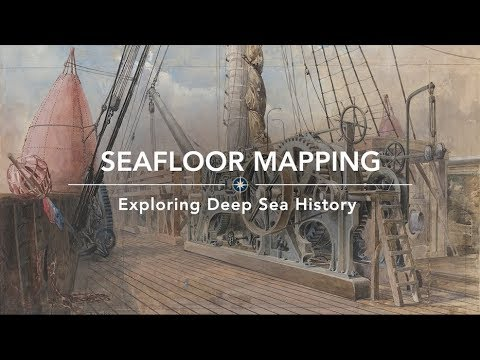 SEAFLOOR MAPPING
Exploring Deep Sea History